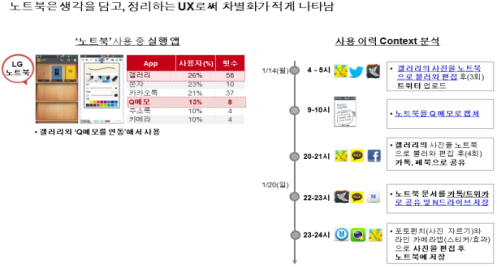 노트북은 생각을 담고, 정리하는 UX로써 차별화가 적게 나타남
'노트북' 사용 중 실행 앱
LG
노트북
App 사용자(%) 횟수
갤러리 26% 58
문자 23% 10
카카오톡 21% 37
Q메모 13% 8
주소록 10% 4
카메라 10% 4
• 갤러리와 'Q메모를 연동'해서 사용
사용 이력 Context 분석
1/14(월)
4 - 5시
• 갤러리의 사진을 노트북
으로 불러와 편집 후(3회)
트위터 업로드
9-10시
• 노트북을 Q메모로 캡쳐
20-21시
• 갤러리의 사진을 노트북
으로 불러와 편집 후(4회)
카톡, 페북으로 공유
1/20(일)
22-23시
• 노트북 문서를 카톡/트위카
로 공유 및 N드라이브 저장
23-24시
• 포토펀치(사진 자르기)와
라인 카메라앱(스티커/효과)
으로 사진을 편집 후
노트북에 저장